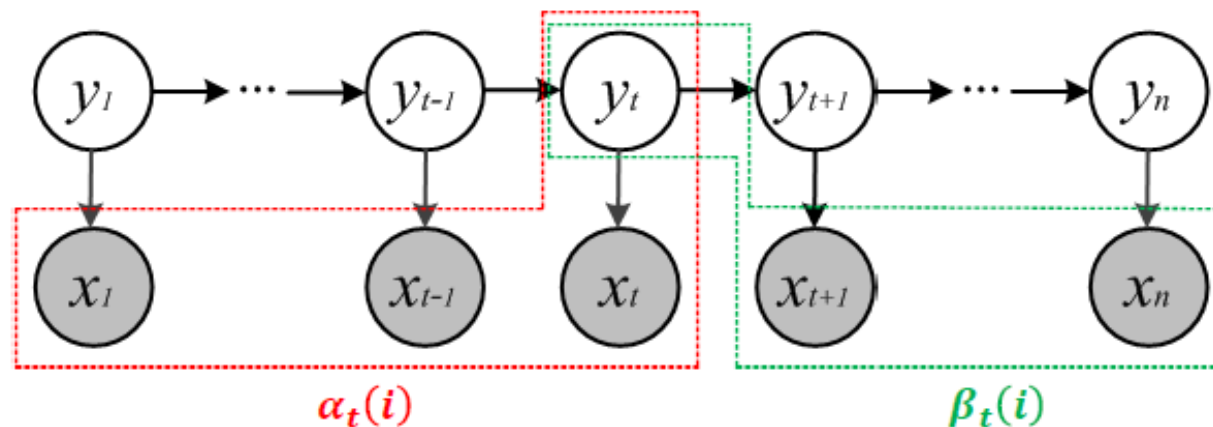 y1 ... yt-1 yt yt+1 ... yn
x1 xt-1 xt xt+1 xn
αt(i) βt(i)